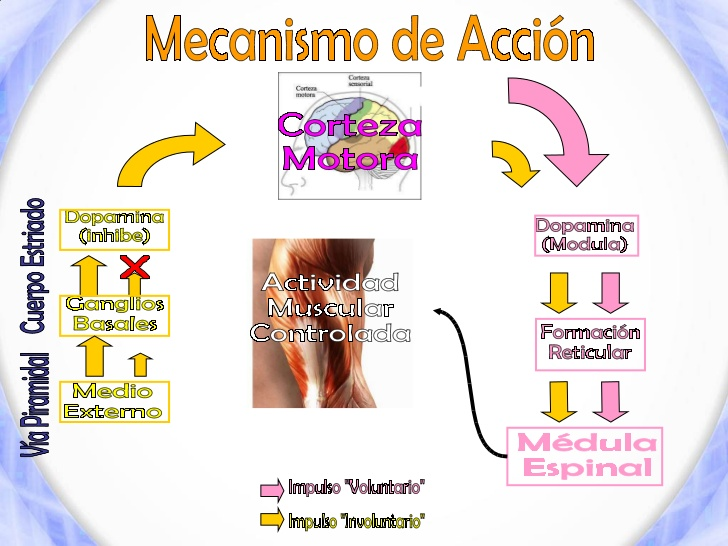 Mecanismo de Acción
Corteza
motora
Corteza
sensorial
Corteza
Motora
Dopamina
(inhibe)
Ganglios
Basales
Medio
Externo
Vía Piramidal Cuerpo Estriado
Actividad
Muscular
Controlada
Dopamina
(Modula)
Formación
Reticular
Médula
Espinal
Impulso "Voluntario"
Impulso "Involuntario"